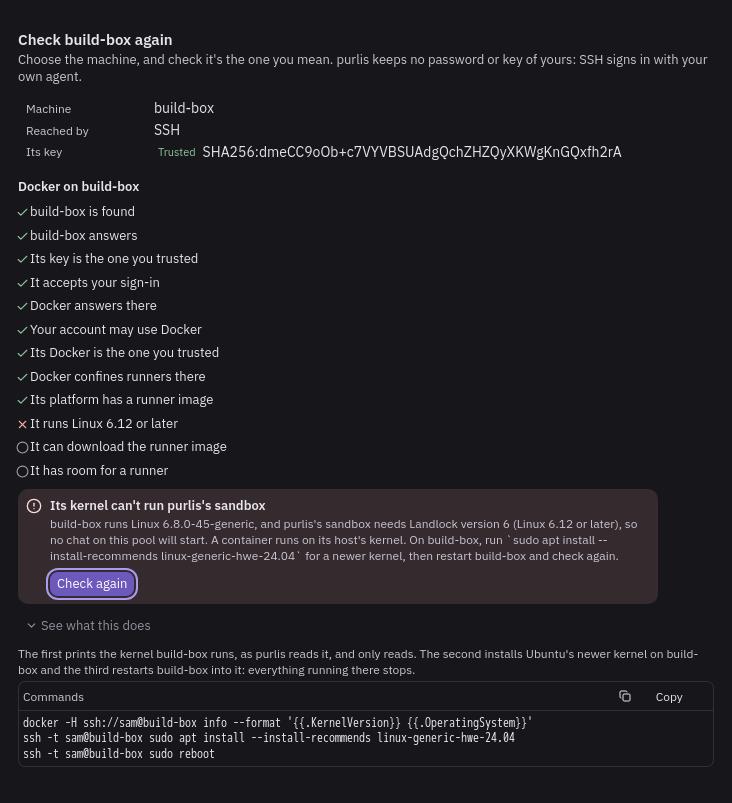 Check build-box again
Choose the machine, and check it's the one you mean. purlis keeps no password or key of yours: SSH signs in with your
own agent.
Machine build-box
Reached by SSH
Its key Trusted SHA256:dmeCC9oOb+c7VYVBSUAdgQchZHZQyXKWgKnGQxfh2rA
Docker on build-box
build-box is found
build-box answers
Its key is the one you trusted
It accepts your sign-in
Docker answers there
Your account may use Docker
Its Docker is the one you trusted
Docker confines runners there
Its platform has a runner image
It runs Linux 6.12 or later
It can download the runner image
It has room for a runner
Its kernel can't run purlis's sandbox
build-box runs Linux 6.8.0-45-generic, and purlis's sandbox needs Landlock version 6 (Linux 6.12 or later), so
no chat on this pool will start. A container runs on its host's kernel. On build-box, run `sudo apt install --
install-recommends linux-generic-hwe-24.04` for a newer kernel, then restart build-box and check again.
Check again
See what this does
The first prints the kernel build-box runs, as purlis reads it, and only reads. The second installs Ubuntu's newer kernel on build-
box and the third restarts build-box into it: everything running there stops.
Commands Copy
docker -H ssh://sam@build-box info --format '{{.KernelVersion}} {{.OperatingSystem}}'
ssh -t sam@build-box sudo apt install --install-recommends linux-generic-hwe-24.04
ssh -t sam@build-box sudo reboot